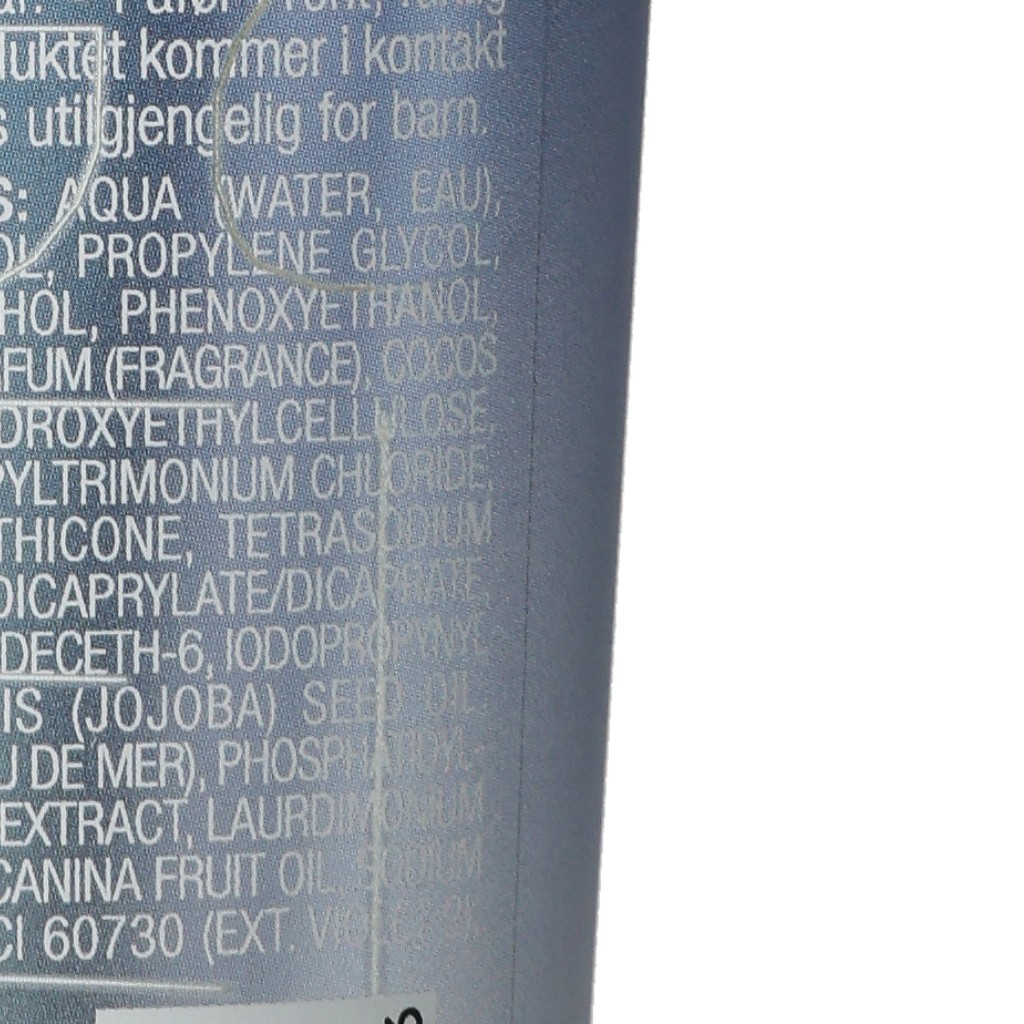 duktet kommer i kontakt
s utilgjengelig for barn.
S: AQUA (WATER, EAU),
OL, PROPYLENE GLYCOL,
HOL, PHENOXYETHANOL,
RFUM (FRAGRANCE), COCOS
DROXYETHYLCELLULOSE,
PYLTRIMONIUM CHLORIDE,
THICONE, TETRASODIUM
DICAPRYLATE/DICAPRATE,
DECETH-6, IODOPROPYNYL
IS (JOJOBA) SEED OIL,
U DE MER), PHOSPHATIDYL-
EXTRACT, LAURDIMONIUM
CANINA FRUIT OIL, SODIUM
CI 60730 (EXT.